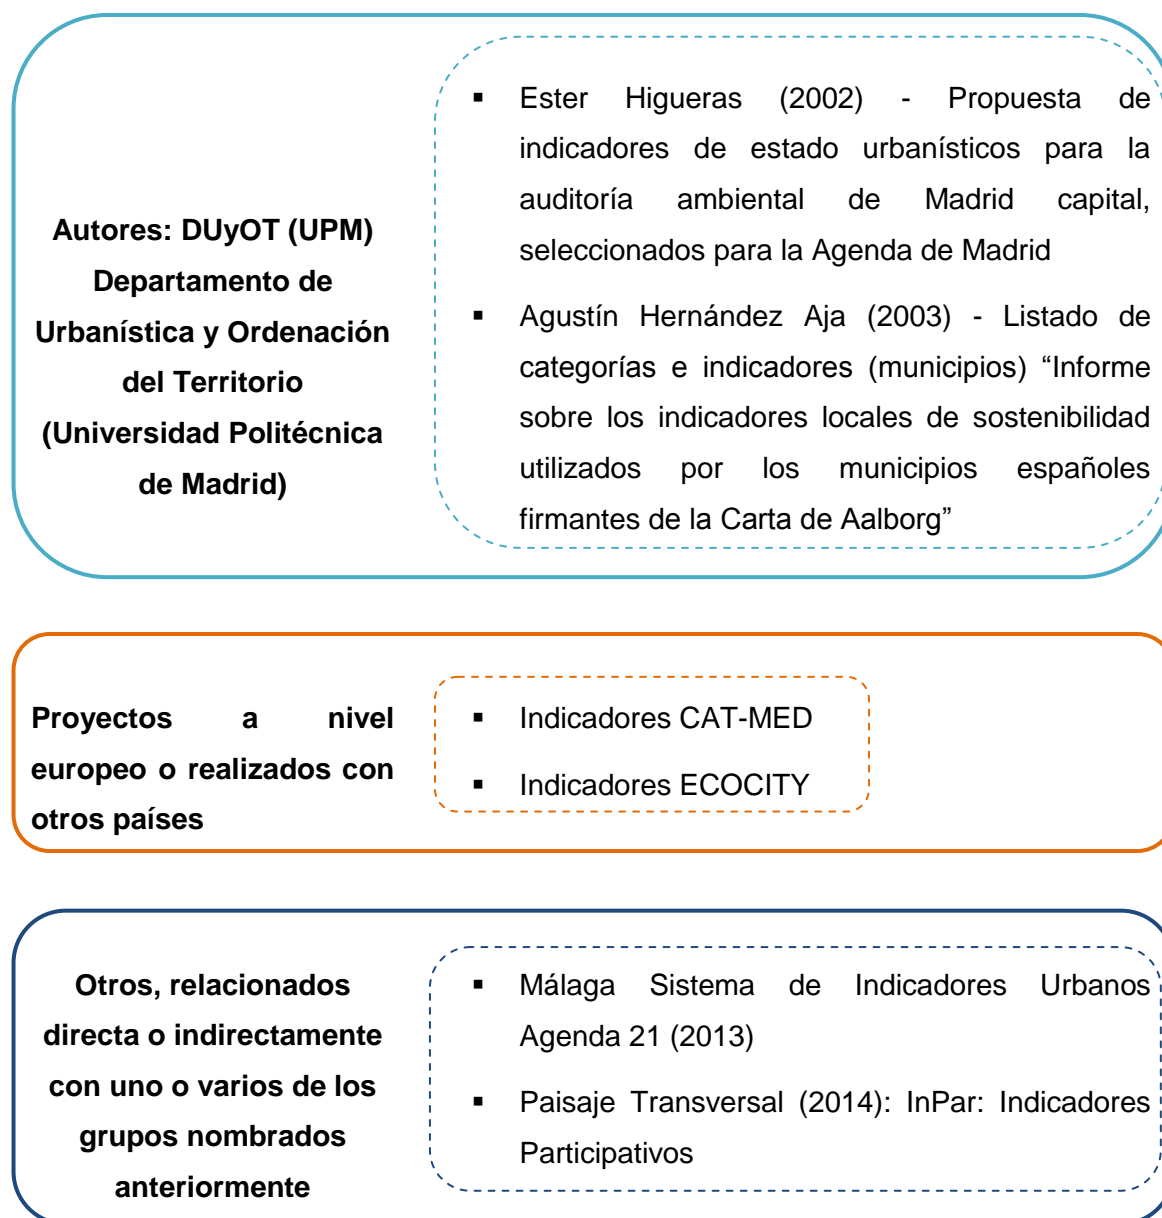 Autores: DUyOT (UPM)
Departamento de
Urbanística y Ordenación
del Territorio
(Universidad Politécnica
de Madrid)
▪ Ester Higueras (2002) - Propuesta de
indicadores de estado urbanísticos para la
auditoría ambiental de Madrid capital,
seleccionados para la Agenda de Madrid
▪ Agustín Hernández Aja (2003) - Listado de
categorías e indicadores (municipios) “Informe
sobre los indicadores locales de sostenibilidad
utilizados por los municipios españoles
firmantes de la Carta de Aalborg”
Proyectos a nivel
europeo o realizados con
otros países
▪ Indicadores CAT-MED
▪ Indicadores ECOCITY
Otros, relacionados
directa o indirectamente
con uno o varios de los
grupos nombrados
anteriormente
▪ Málaga Sistema de Indicadores Urbanos
Agenda 21 (2013)
▪ Paisaje Transversal (2014): InPar: Indicadores
Participativos